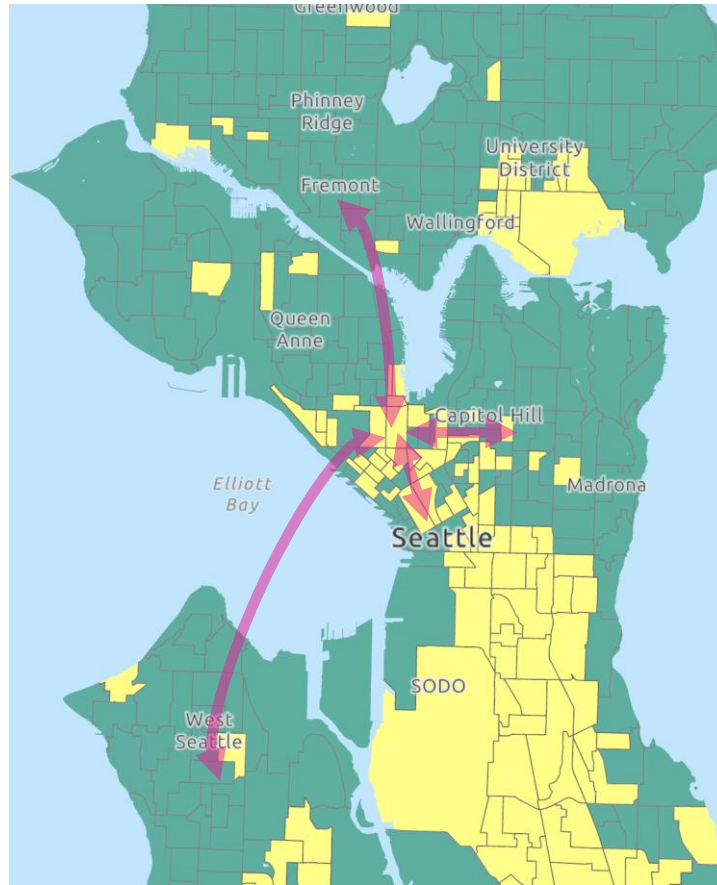 Greenwood
Phinney
Ridge
University
District
Fremont
Wallingford
Queen
Anne
Capitol Hill
Elliott
Bay
Madrona
Seattle
SODO
West
Seattle